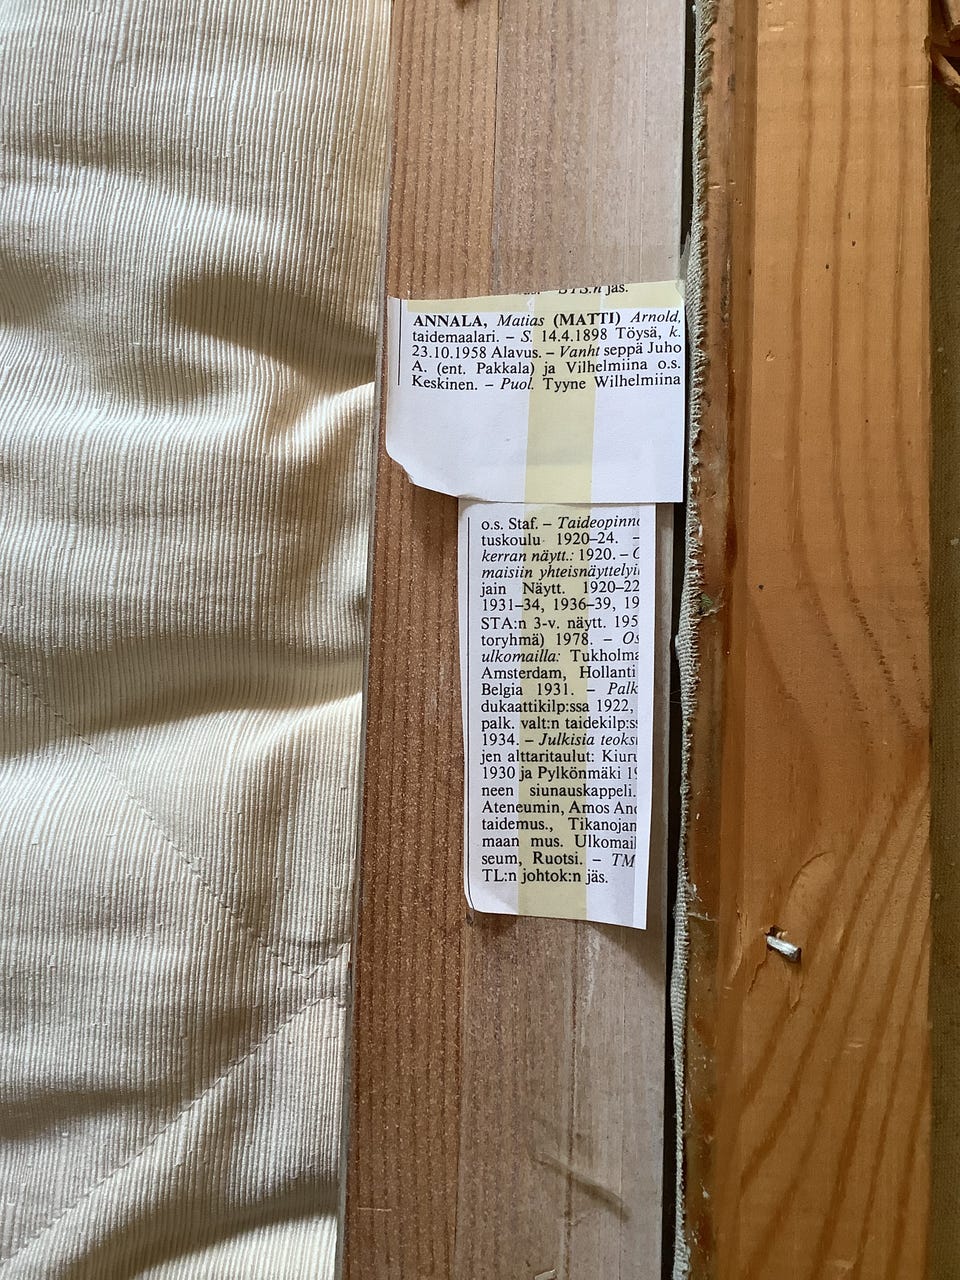 STS:n jäs.
ANNALA, Matias (MATTI) Arnold,
taidemaalari. – S. 14.4.1898 Töysä, k.
23.10.1958 Alavus. – Vanht seppä Juho
A. (ent. Pakkala) ja Vilhelmiina o.s.
Keskinen. – Puol. Tyyne Wilhelmiina
o.s. Staf. – Taideopinno
tuskoulu 1920–24. –
kerran näytt.: 1920. –
maisiin yhteisnäyttelyi
jain Näytt. 1920–22
1931–34, 1936–39, 19
STA:n 3-v. näytt. 195
toryhmä) 1978. – Os
ulkomailla: Tukholma
Amsterdam, Hollanti
Belgia 1931. – Palk
dukaattikilp:ssa 1922,
palk. valt:n taidekilp:ss
1934. – Julkisia teoks
jen alttaritaulut: Kiuru
1930 ja Pylkönmäki 19
neen siunauskappeli.
Ateneumin, Amos And
taidemus., Tikanojan
maan mus. Ulkomail
seum, Ruotsi. – TM
TL:n johtok:n jäs.